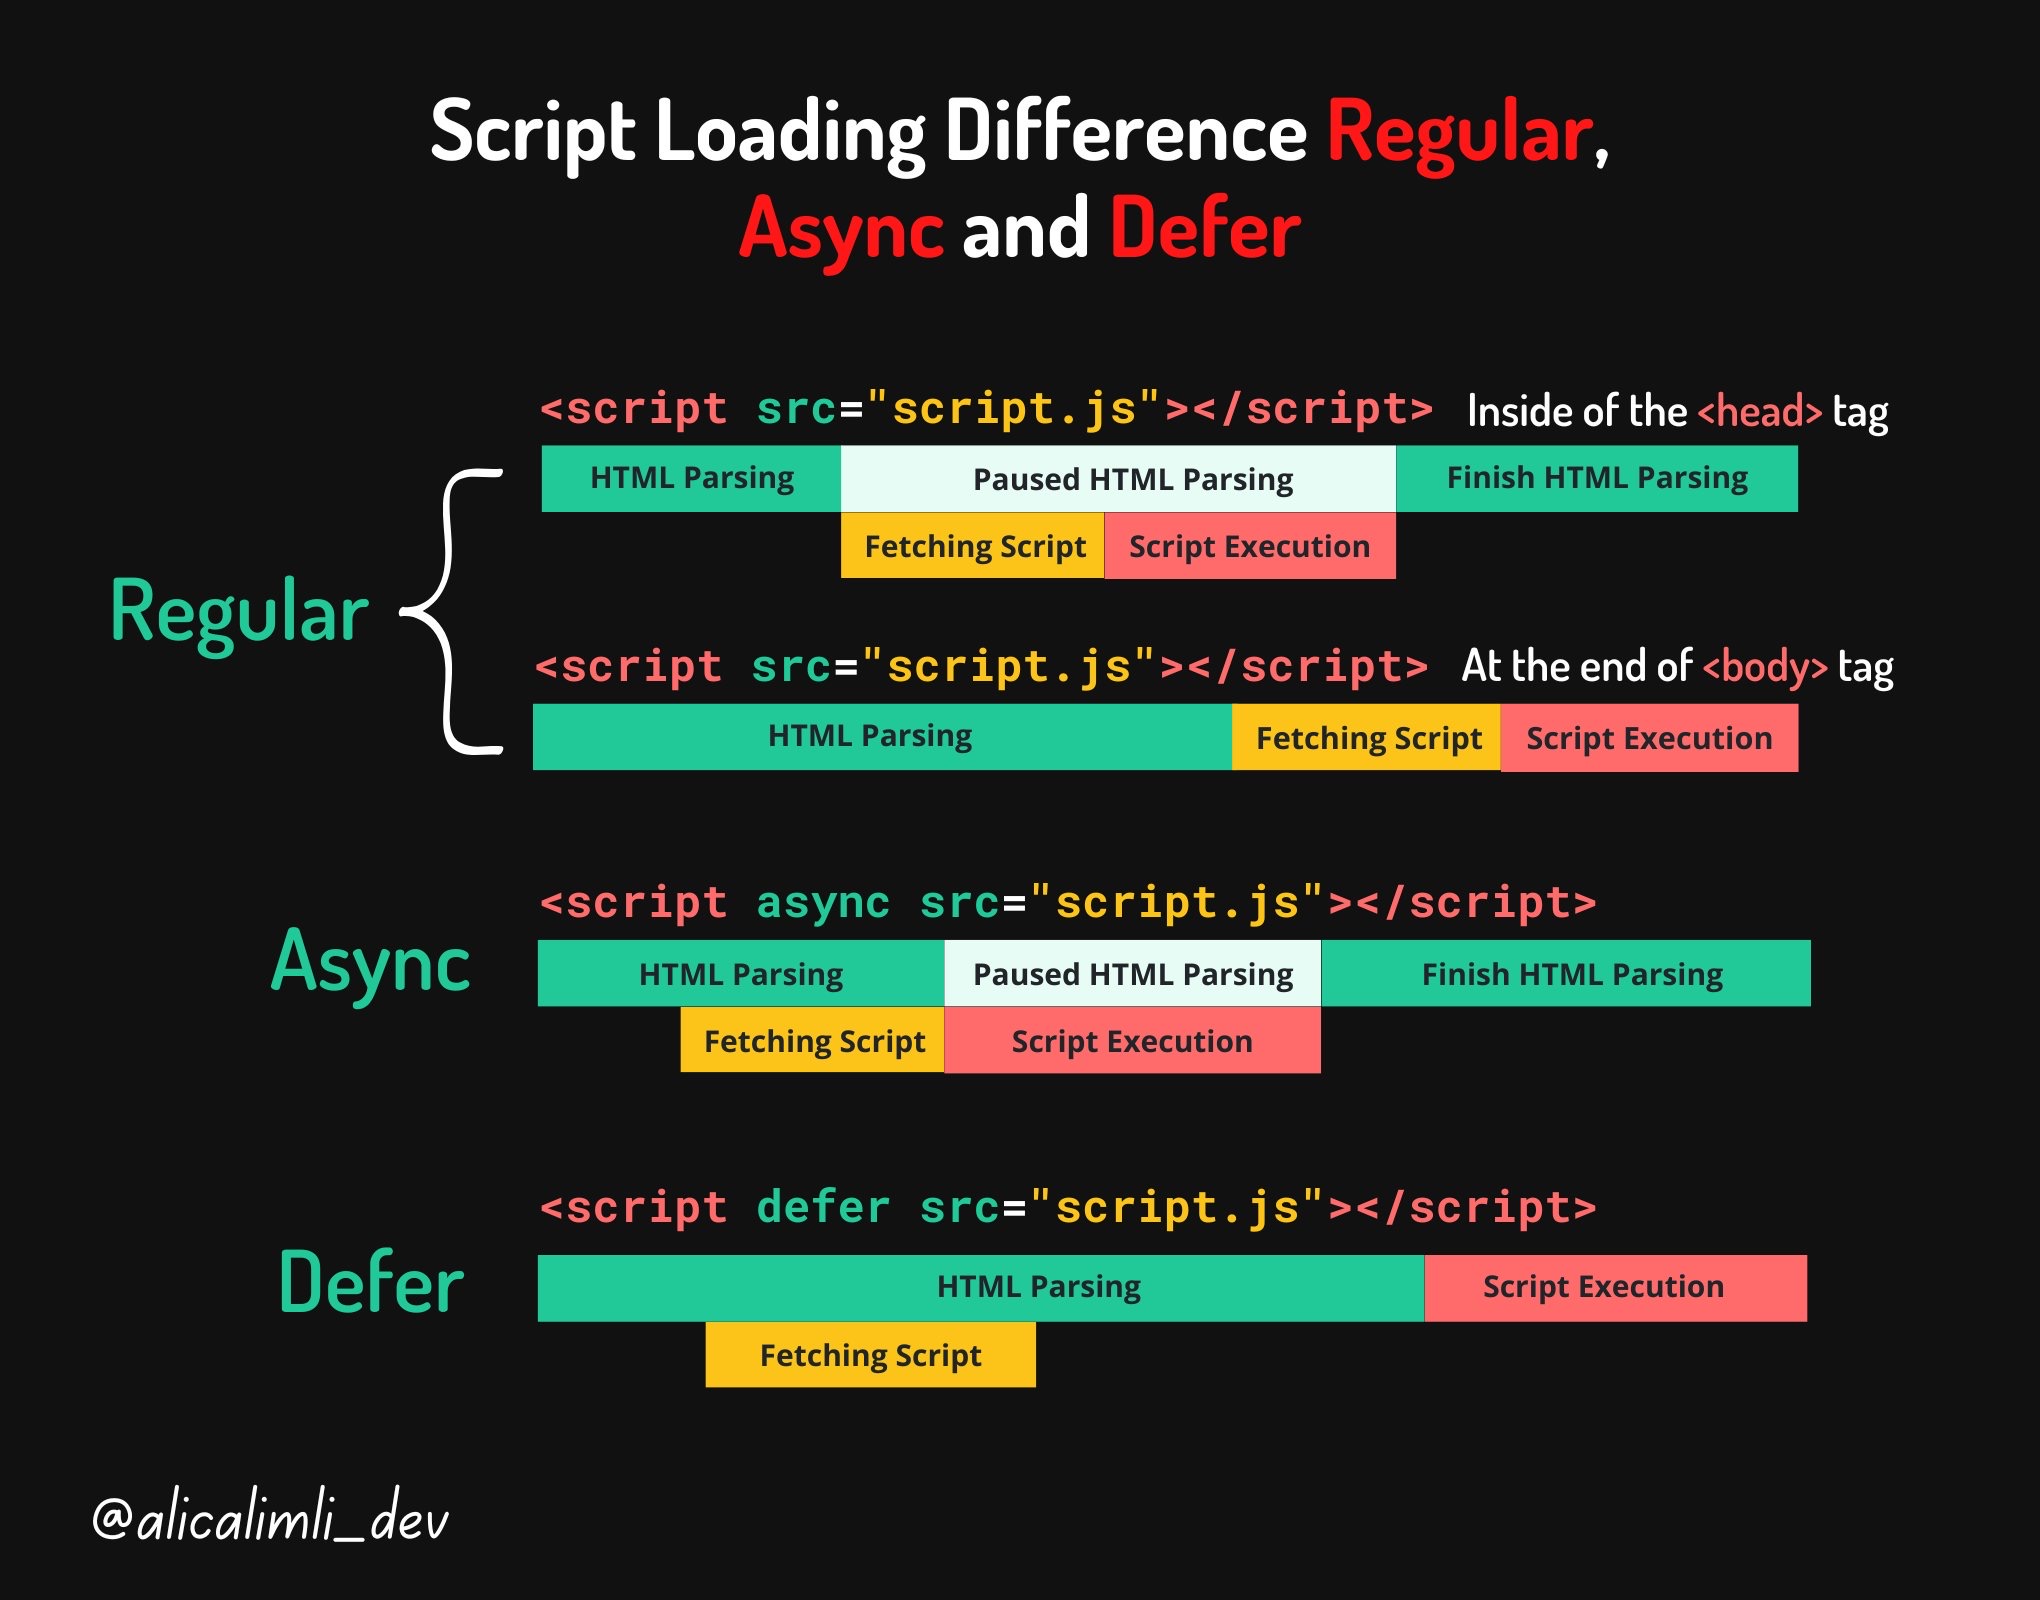 Script Loading Difference Regular,
Async and Defer
<script src="script.js"></script> Inside of the <head> tag
HTML Parsing Paused HTML Parsing Finish HTML Parsing
Fetching Script Script Execution
Regular
<script src="script.js"></script> At the end of <body> tag
HTML Parsing Fetching Script Script Execution
<script async src="script.js"></script>
Async
HTML Parsing Paused HTML Parsing Finish HTML Parsing
Fetching Script Script Execution
<script defer src="script.js"></script>
Defer
HTML Parsing Script Execution
Fetching Script
@alicalimli_dev